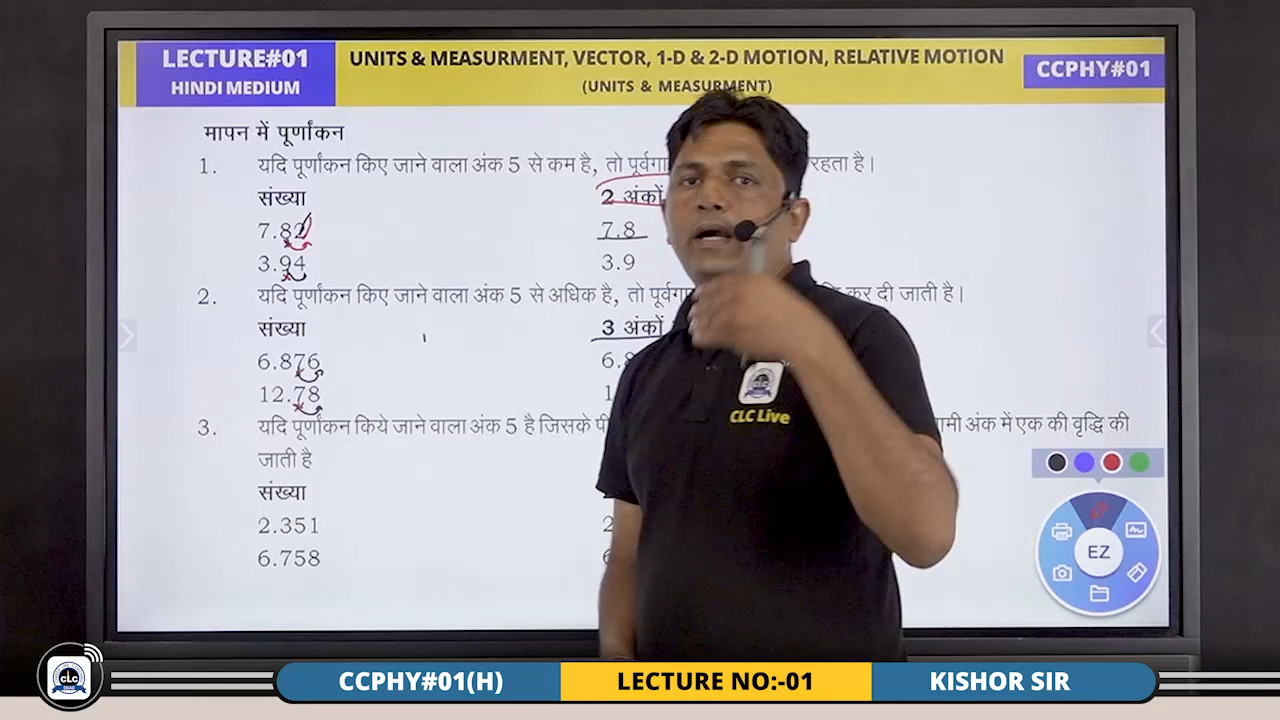 LECTURE#01
HINDI MEDIUM
UNITS & MEASURMENT, VECTOR, 1-D & 2-D MOTION, RELATIVE MOTION
(UNITS & MEASURMENT)
CCPHY#01
मापन में पूर्णांकन
1. यदि पूर्णांकन किए जाने वाला अंक 5 से कम है, तो रहता है।
संख्या 2 अंकों
7.82 7.8
3.94 3.9
2. यदि पूर्णांकन किए जाने वाला अंक 5 से अधिक है, तो कर दी जाती है।
संख्या 3 अंकों
6.876
12.78
3. यदि पूर्णांकन किये जाने वाला अंक 5 है जिसके अंक में एक की वृद्धि की
जाती है
संख्या
2.351
6.758
EZ
CLC
CLC Live
CLC
CCPHY#01(H)
LECTURE NO:-01
KISHOR SIR